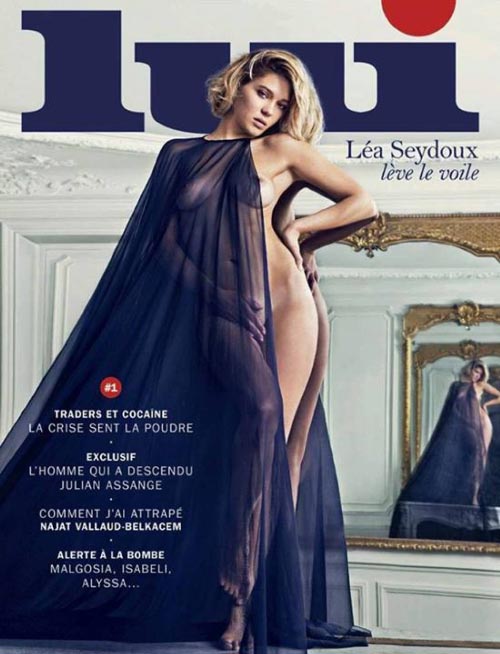 lui
Léa Seydoux
lève le voile
#1
TRADERS ET COCAÏNE
LA CRISE SENT LA POUDRE
EXCLUSIF
L'HOMME QUI A DESCENDU
JULIAN ASSANGE
COMMENT J'AI ATTRAPÉ
NAJAT VALLAUD-BELKACEM
ALERTE À LA BOMBE
MALGOSIA, ISABELI,
ALYSSA...